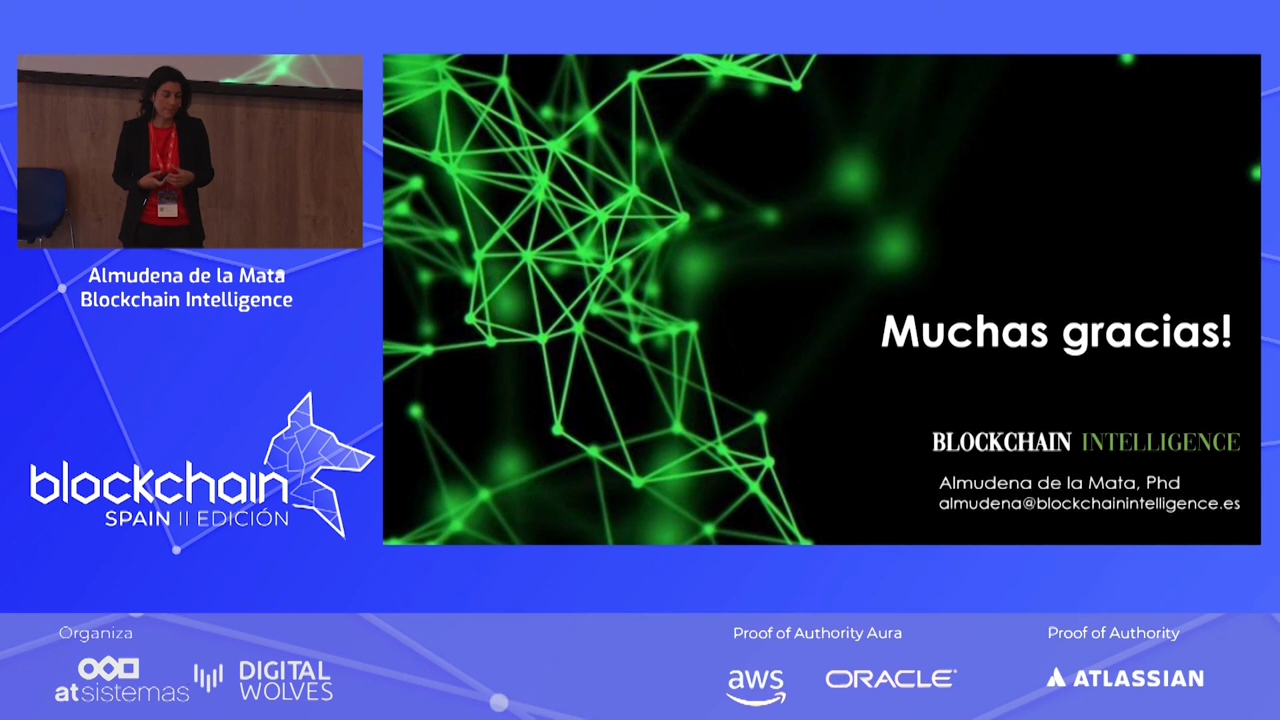 Almudena de la Mata
Blockchain Intelligence
blockchain
SPAIN II EDICIÓN
Muchas gracias!
BLOCKCHAIN INTELLIGENCE
Almudena de la Mata, Phd
almudena@blockchainintelligence.es
Organiza
atsistemas
DIGITAL
WOLVES
Proof of Authority Aura
aws
ORACLE
Proof of Authority
ATLASSIAN